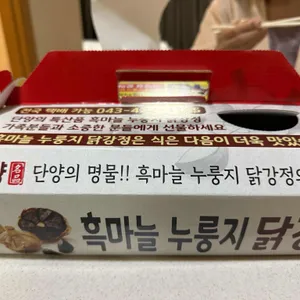 전국 택배 가능 043-4
단양의 특산품 흑마늘 누룽지 닭강정
가족분들과 소중한 분들에게 선물하세요
마늘 누룽지 닭강정은 식은 다음이 더욱 맛있
단양의 명물!! 흑마늘 누룽지 닭강정의
흑마늘 누룽지 닭강